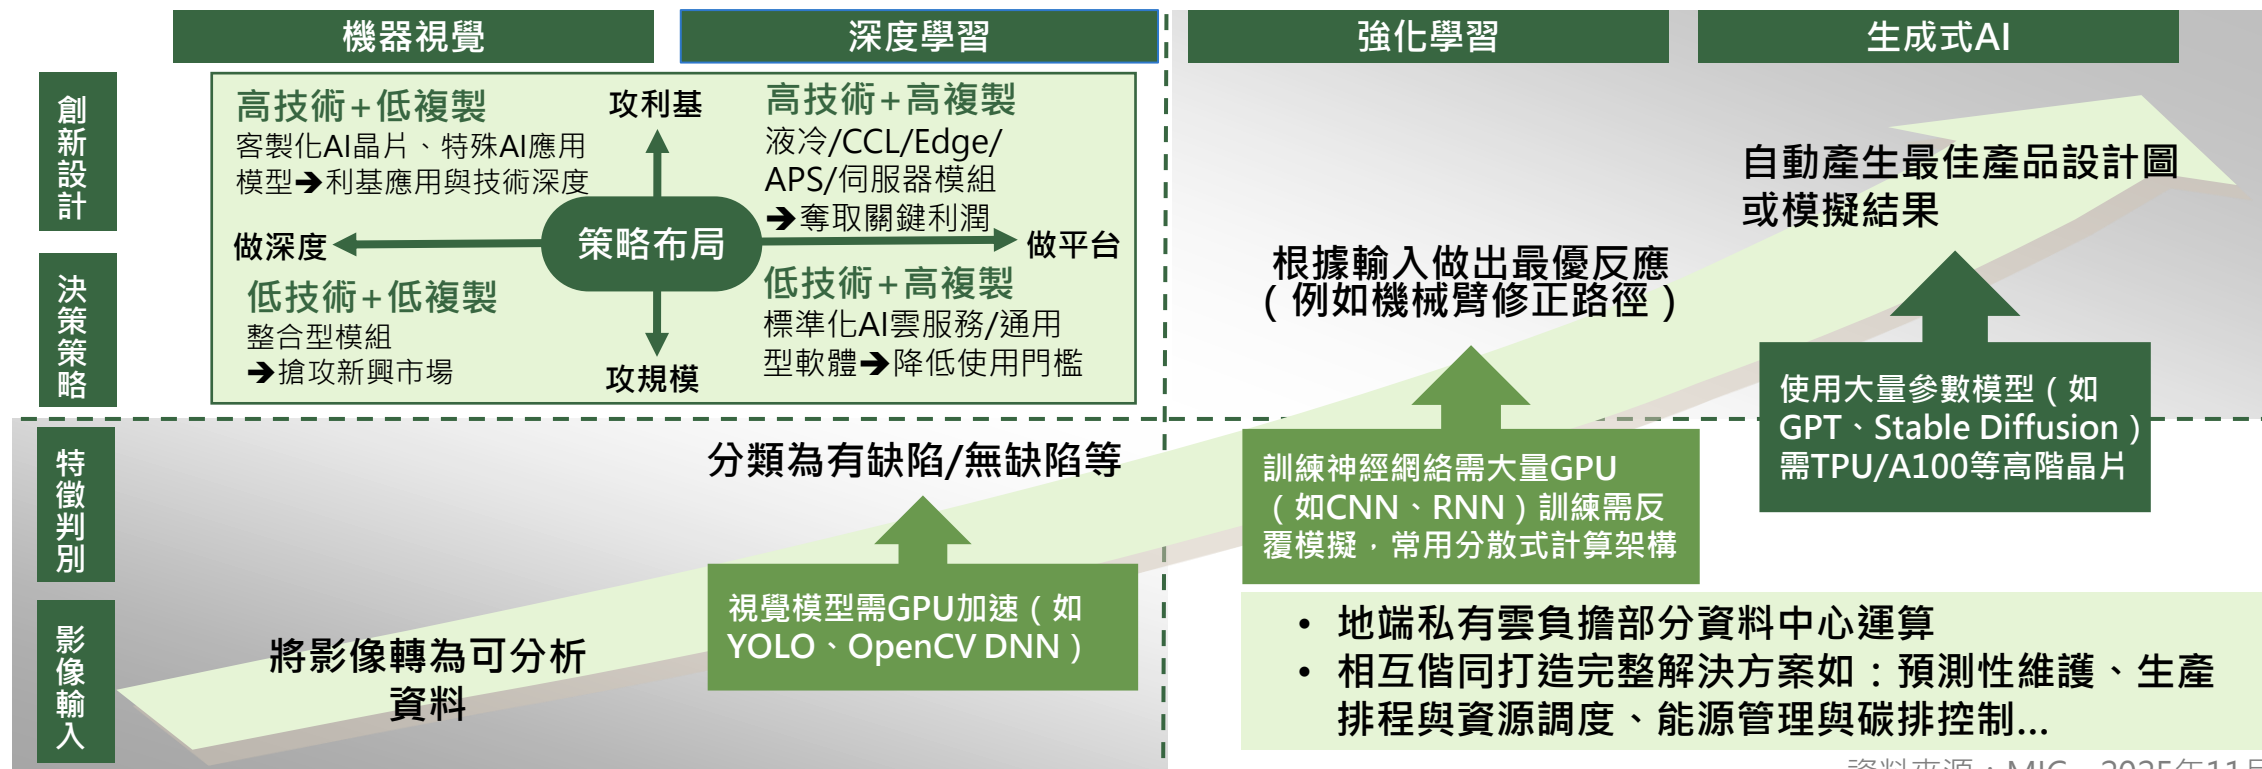 機器視覺
深度學習
強化學習
生成式AI
創新設計
決策策略
特徵判別
影像輸入
高技術+低複製
客製化AI晶片、特殊AI應用
模型➔利基應用與技術深度
攻利基
高技術+高複製
液冷/CCL/Edge/
APS/伺服器模組
➔奪取關鍵利潤
做深度
策略布局
做平台
低技術+低複製
整合型模組
➔搶攻新興市場
攻規模
低技術+高複製
標準化AI雲服務/通用
型軟體➔降低使用門檻
自動產生最佳產品設計圖
或模擬結果
根據輸入做出最優反應
（例如機械臂修正路徑）
分類為有缺陷/無缺陷等
將影像轉為可分析
資料
視覺模型需GPU加速（如
YOLO、OpenCV DNN）
訓練神經網絡需大量GPU
（如CNN、RNN）訓練需反
覆模擬，常用分散式計算架構
使用大量參數模型（如
GPT、Stable Diffusion）
需TPU/A100等高階晶片
• 地端私有雲負擔部分資料中心運算
• 相互偕同打造完整解決方案如：預測性維護、生產
排程與資源調度、能源管理與碳排控制...